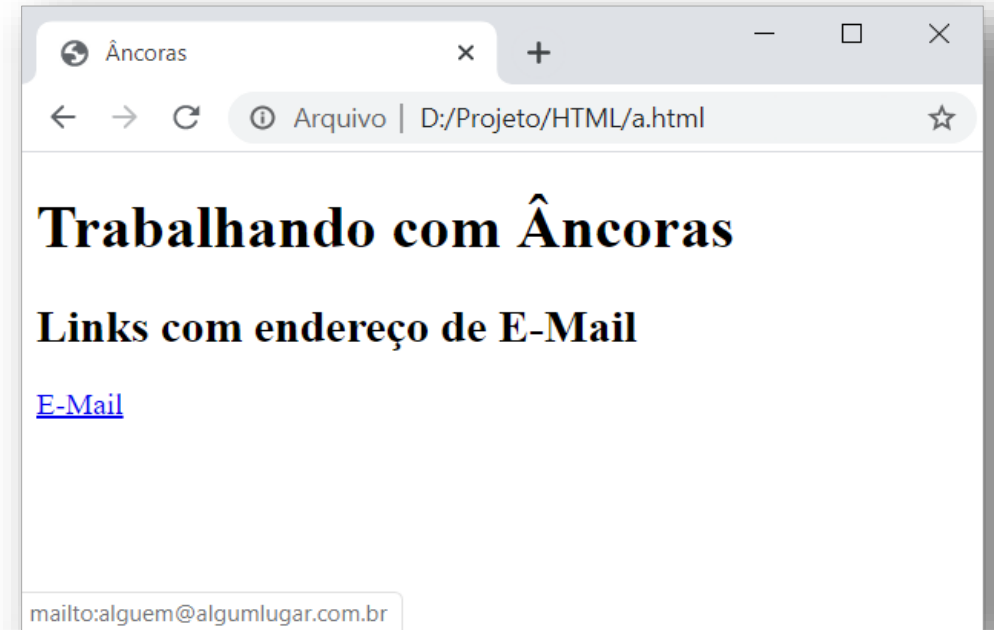 Âncoras
Arquivo | D:/Projeto/HTML/a.html
Trabalhando com Âncoras
Links com endereço de E-Mail
E-Mail
mailto:alguem@algumlugar.com.br